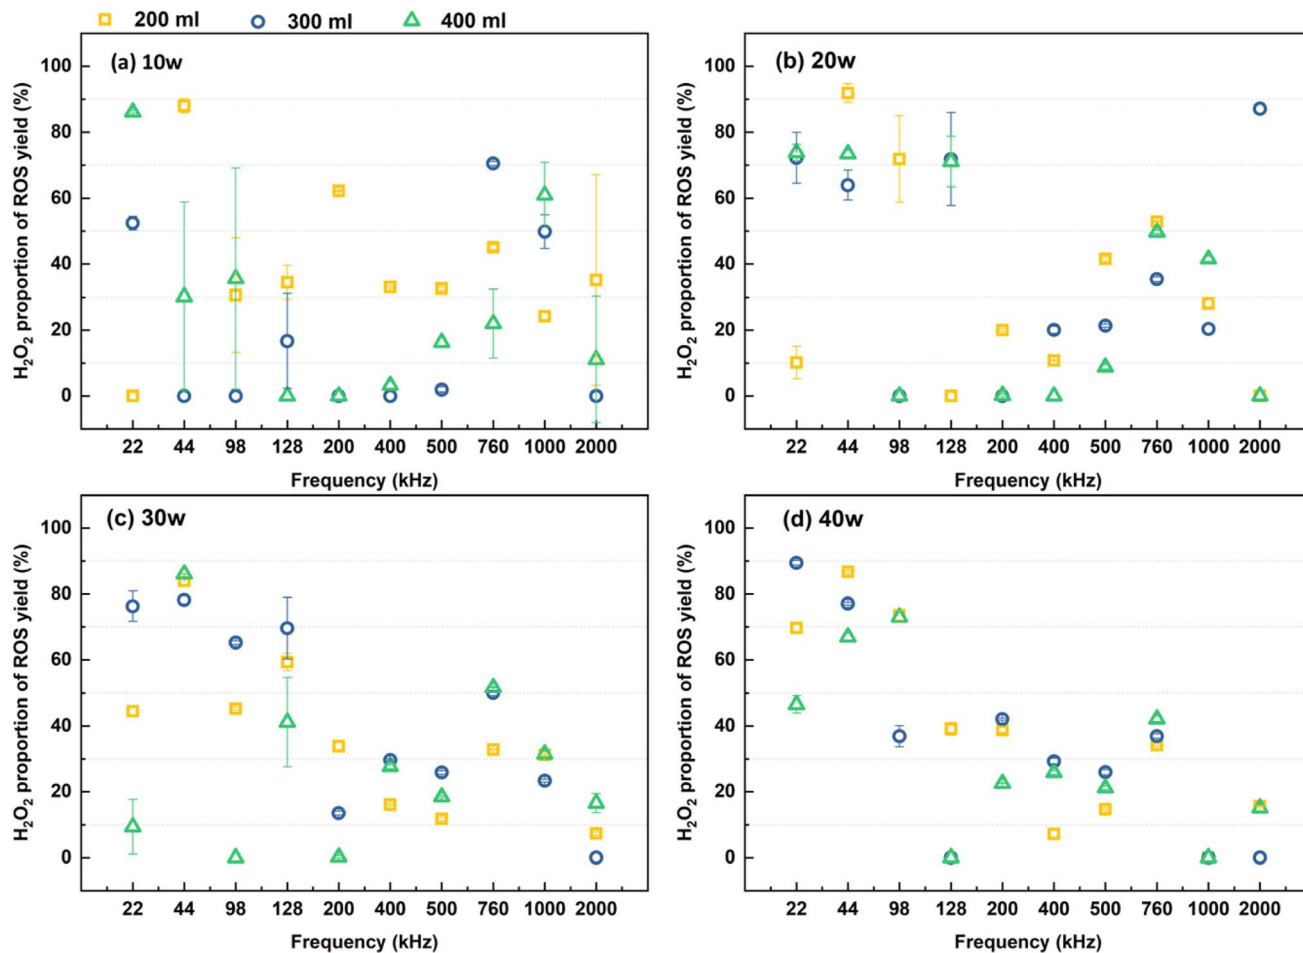 200 ml 300 ml 400 ml
(a) 10w
H₂O₂ proportion of ROS yield (%)
100
80
60
40
20
0
22 44 98 128 200 400 500 760 1000 2000
Frequency (kHz)
(b) 20w
H₂O₂ proportion of ROS yield (%)
100
80
60
40
20
0
22 44 98 128 200 400 500 760 1000 2000
Frequency (kHz)
(c) 30w
H₂O₂ proportion of ROS yield (%)
100
80
60
40
20
0
22 44 98 128 200 400 500 760 1000 2000
Frequency (kHz)
(d) 40w
H₂O₂ proportion of ROS yield (%)
100
80
60
40
20
0
22 44 98 128 200 400 500 760 1000 2000
Frequency (kHz)